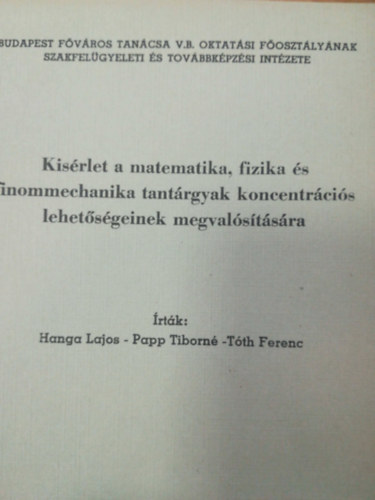 BUDAPEST FŐVÁROS TANÁCSA V.B. OKTATÁSI FŐOSZTÁLYÁNAK
SZAKFELÜGYELETI ÉS TOVÁBBKÉPZÉSI INTÉZETE
Kisérlet a matematika, fizika és
finommechanika tantárgyak koncentrációs
lehetőségeinek megvalósítására
Írták:
Hanga Lajos - Papp Tiborné -Tóth Ferenc